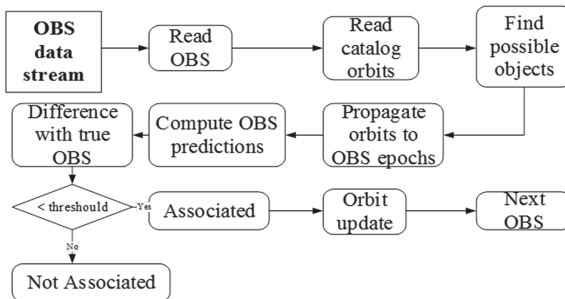 OBS
data
stream
Read
OBS
Read
catalog
orbits
Find
possible
objects
Difference
with true
OBS
Compute OBS
predictions
Propagate
orbits to
OBS epochs
< threshould
Yes
Associated
Orbit
update
Next
OBS
No
Not Associated